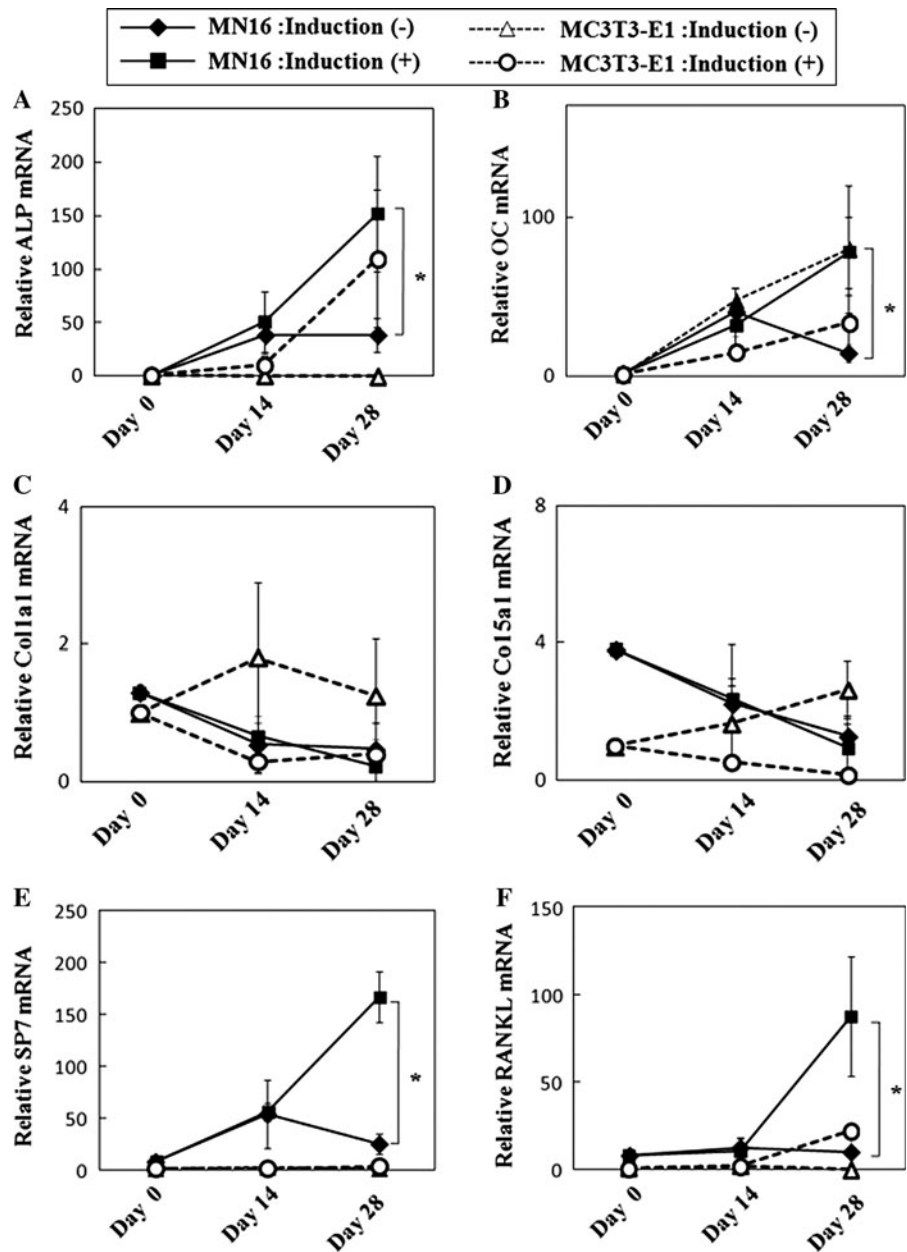 MN16 :Induction (-)
MC3T3-E1 :Induction (-)
MN16 :Induction (+)
MC3T3-E1 :Induction (+)
A
250
200
150
100
50
0
Relative ALP mRNA
*
Day 0
Day 14
Day 28
B
100
0
Relative OC mRNA
*
Day 0
Day 14
Day 28
C
4
2
0
Relative Col1a1 mRNA
Day 0
Day 14
Day 28
D
8
4
0
Relative Co15a1 mRNA
Day 0
Day 14
Day 28
E
250
200
150
100
50
0
Relative SP7 mRNA
*
Day 0
Day 14
Day 28
F
150
100
50
0
Relative RANKL mRNA
*
Day 0
Day 14
Day 28